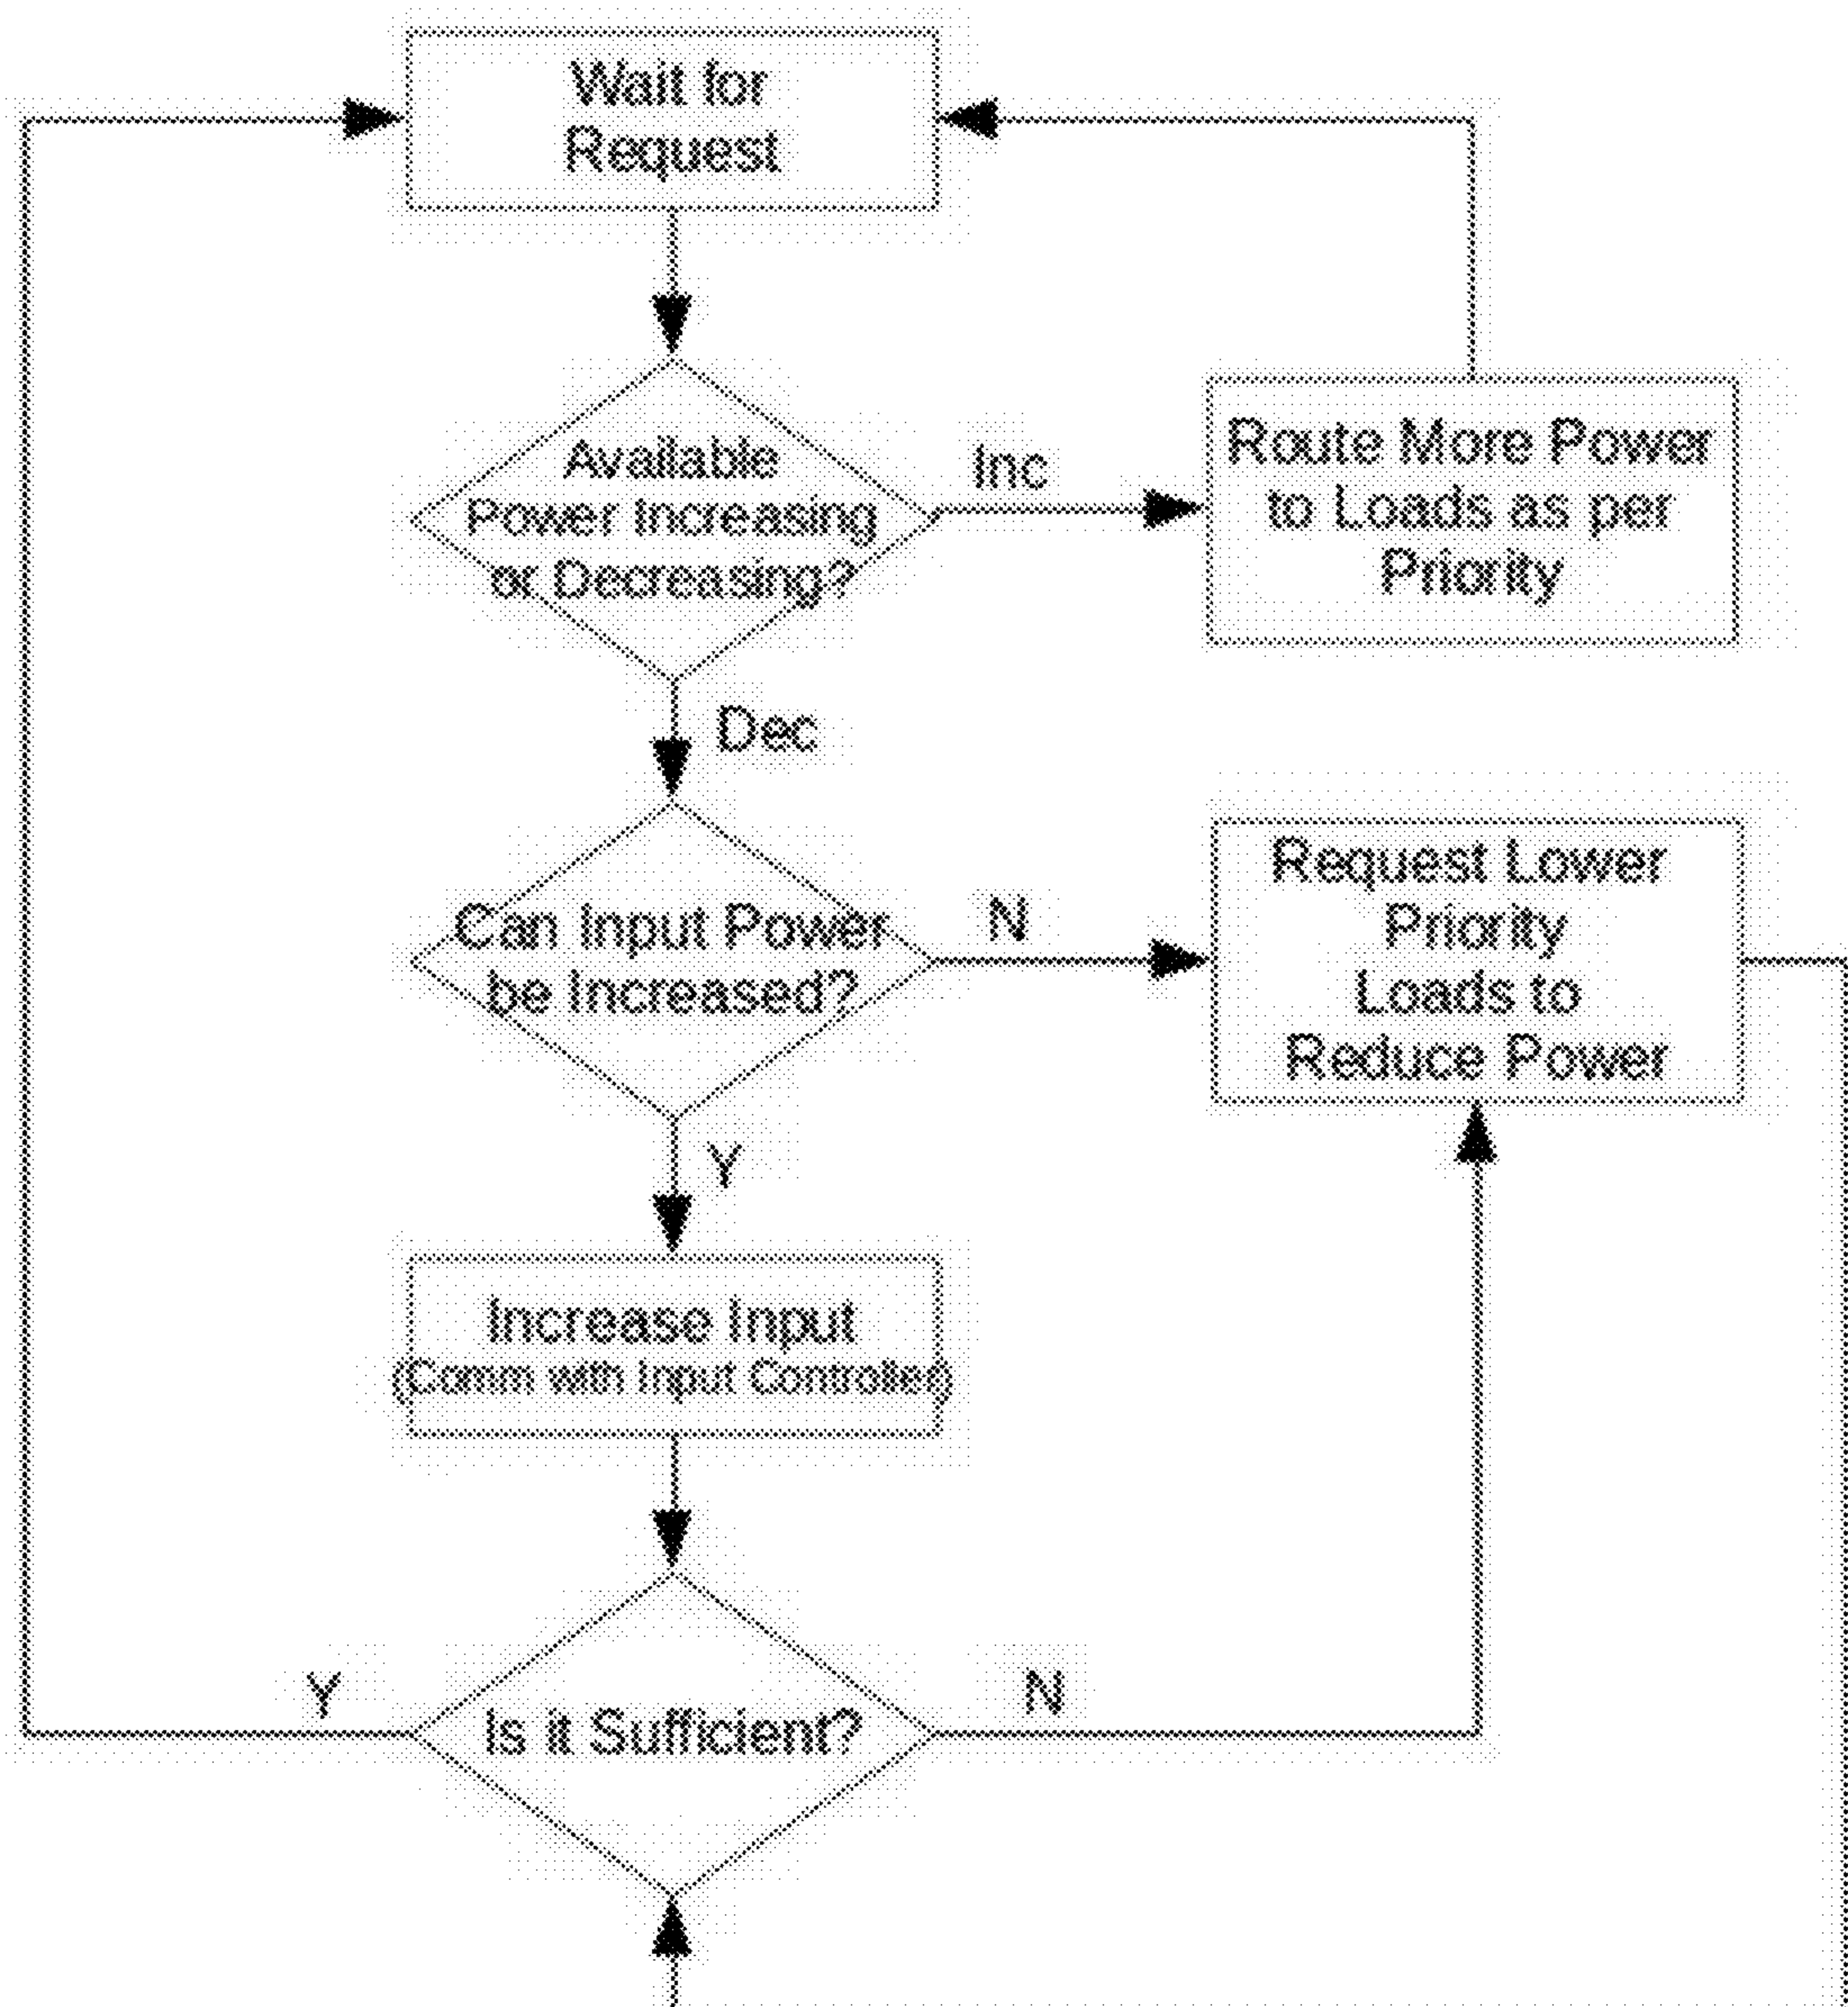 Wait for
Request
Available
Power Increasing
or Decreasing?
Inc
Route More Power
to Loads as per
Priority
Dec
Can Input Power
be Increased?
N
Request Lower
Priority
Loads to
Reduce Power
Y
Increase Input
(Comm with Input Controller)
Y
Is it Sufficient?
N